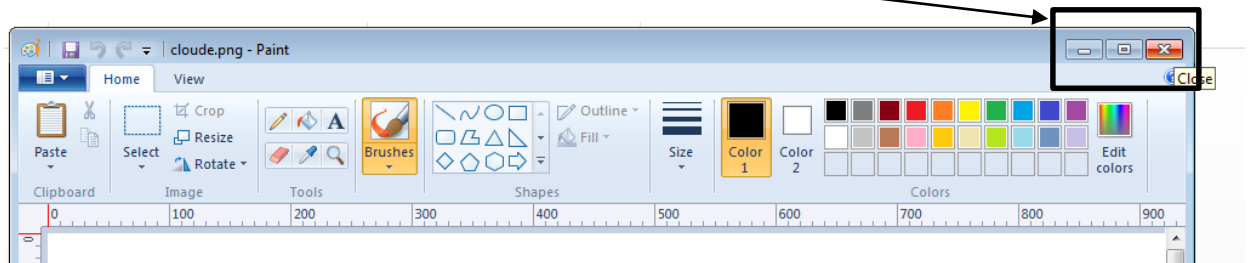 cloude.png - Paint
Home View
Close
Paste
Select
Crop
Resize
Rotate
A
Brushes
Outline
Fill
Size
Color 1
Color 2
Edit colors
Clipboard Image Tools Shapes Colors
0 100 200 300 400 500 600 700 800 900
0